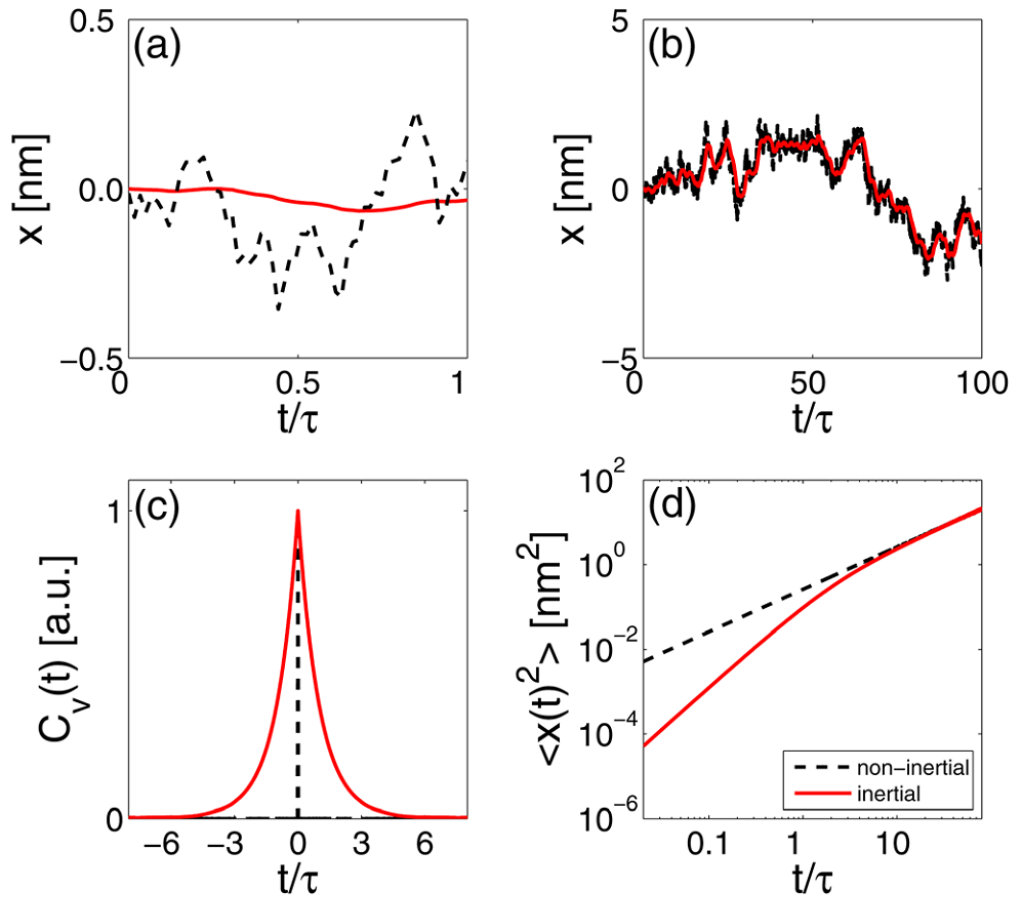 (a)
0.5
0.0
−0.5
x [nm]
0
0.5
1
t/τ
(b)
5
0
−5
x [nm]
0
50
100
t/τ
(c)
1
0
C_v(t) [a.u.]
−6
−3
0
3
6
t/τ
(d)
10^2
10^0
10^−2
10^−4
10^−6
<x(t)^2> [nm^2]
0.1
1
10
t/τ
non−inertial
inertial